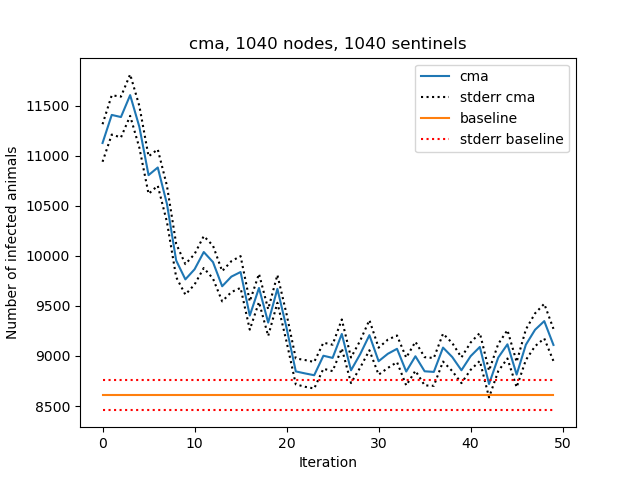 cma, 1040 nodes, 1040 sentinels
cma
stderr cma
baseline
stderr baseline
Number of infected animals
11500
11000
10500
10000
9500
9000
8500
0 10 20 30 40 50
Iteration